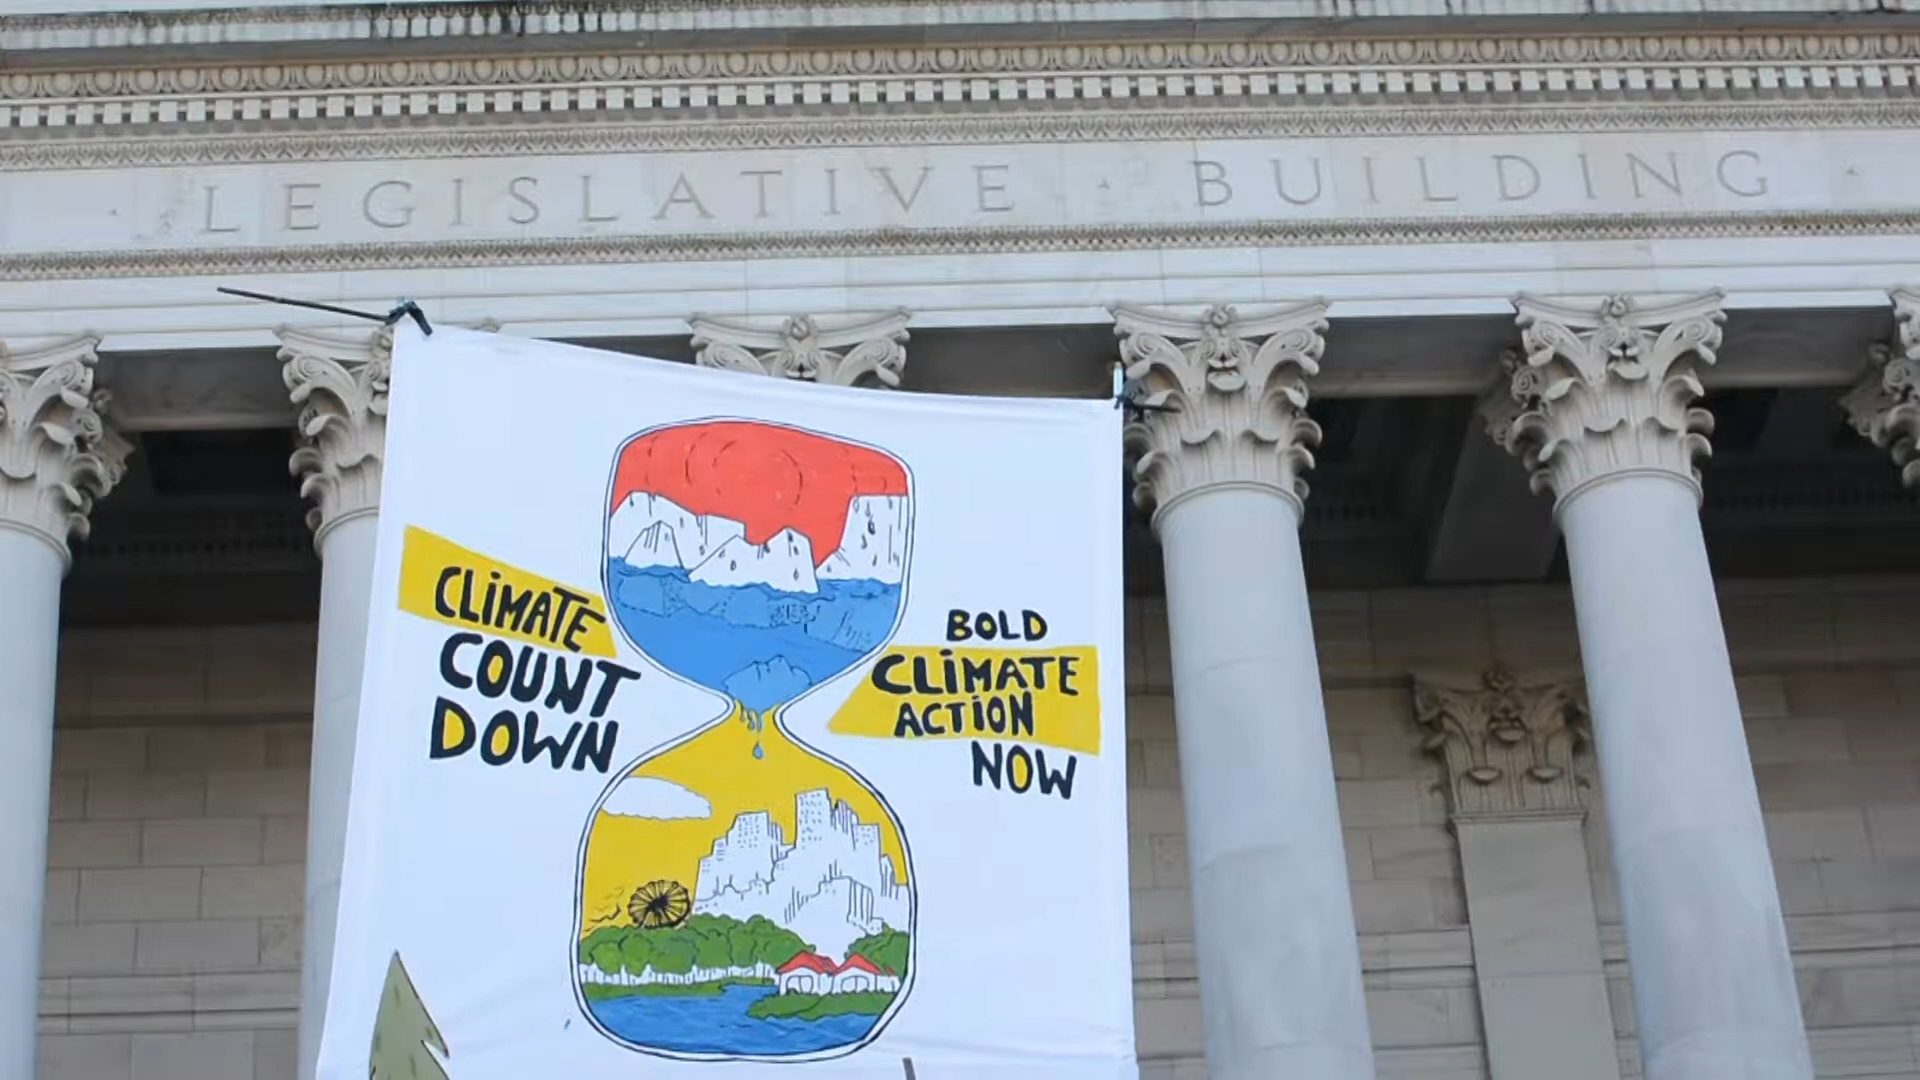 LEGISLATIVE · BUILDING
CLiMATE
COUNT
DOWN
BOLD
CLiMATE
ACTiON
NOW